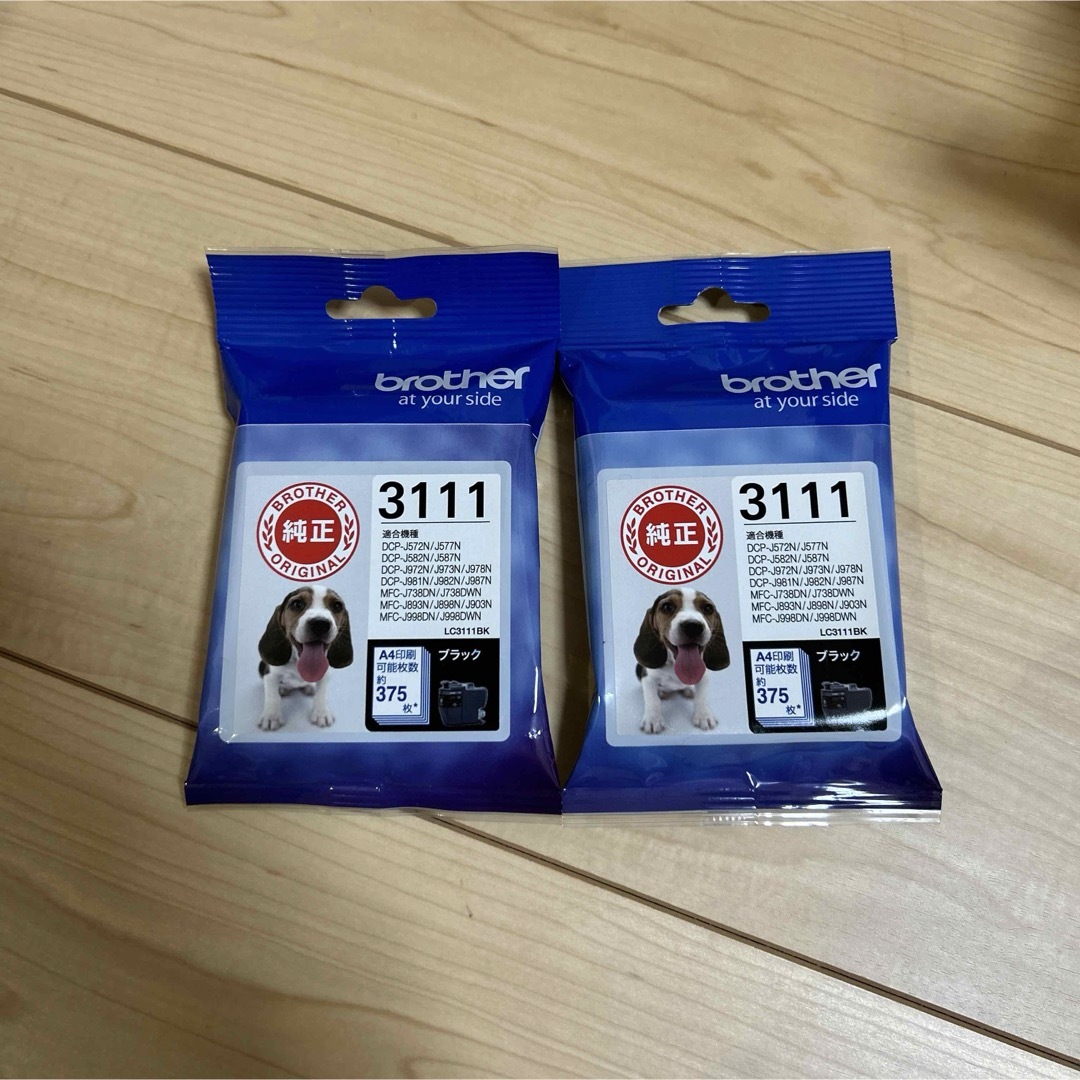 brother
at your side
BROTHER
純正
ORIGINAL
3111
適合機種
DCP-J572N/J577N
DCP-J582N/J587N
DCP-J972N/J973N/J978N
DCP-J981N/J982N/J987N
MFC-J738DN/J738DWN
MFC-J893N/J898N/J903N
MFC-J998DN/J998DWN
LC3111BK
A4印刷
可能枚数
約
375
枚*
ブラック
brother
at your side
BROTHER
純正
ORIGINAL
3111
適合機種
DCP-J572N/J577N
DCP-J582N/J587N
DCP-J972N/J973N/J978N
DCP-J981N/J982N/J987N
MFC-J738DN/J738DWN
MFC-J893N/J898N/J903N
MFC-J998DN/J998DWN
LC3111BK
A4印刷
可能枚数
約
375
枚*
ブラック